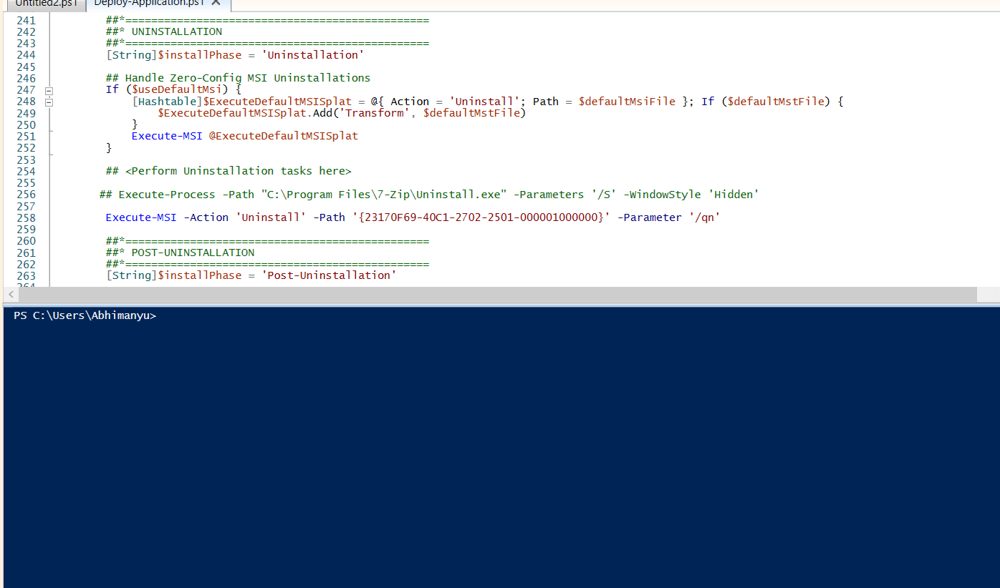 Untitled2.ps1 Deploy-Application.ps1 X
241 ##*===============================================
242 ##* UNINSTALLATION
243 ##*===============================================
244 [String]$installPhase = 'Uninstallation'
245
246 ## Handle Zero-Config MSI Uninstallations
247 If ($useDefaultMsi) {
248 [Hashtable]$ExecuteDefaultMSISplat = @{ Action = 'Uninstall'; Path = $defaultMsiFile }; If ($defaultMstFile) {
249 $ExecuteDefaultMSISplat.Add('Transform', $defaultMstFile)
250 }
251 Execute-MSI @ExecuteDefaultMSISplat
252 }
253
254 ## <Perform Uninstallation tasks here>
255
256 ## Execute-Process -Path "C:\Program Files\7-Zip\Uninstall.exe" -Parameters '/S' -WindowStyle 'Hidden'
257
258 Execute-MSI -Action 'Uninstall' -Path '{23170F69-40C1-2702-2501-000001000000}' -Parameter '/qn'
259
260 ##*===============================================
261 ##* POST-UNINSTALLATION
262 ##*===============================================
263 [String]$installPhase = 'Post-Uninstallation'
264
PS C:\Users\Abhimanyu>